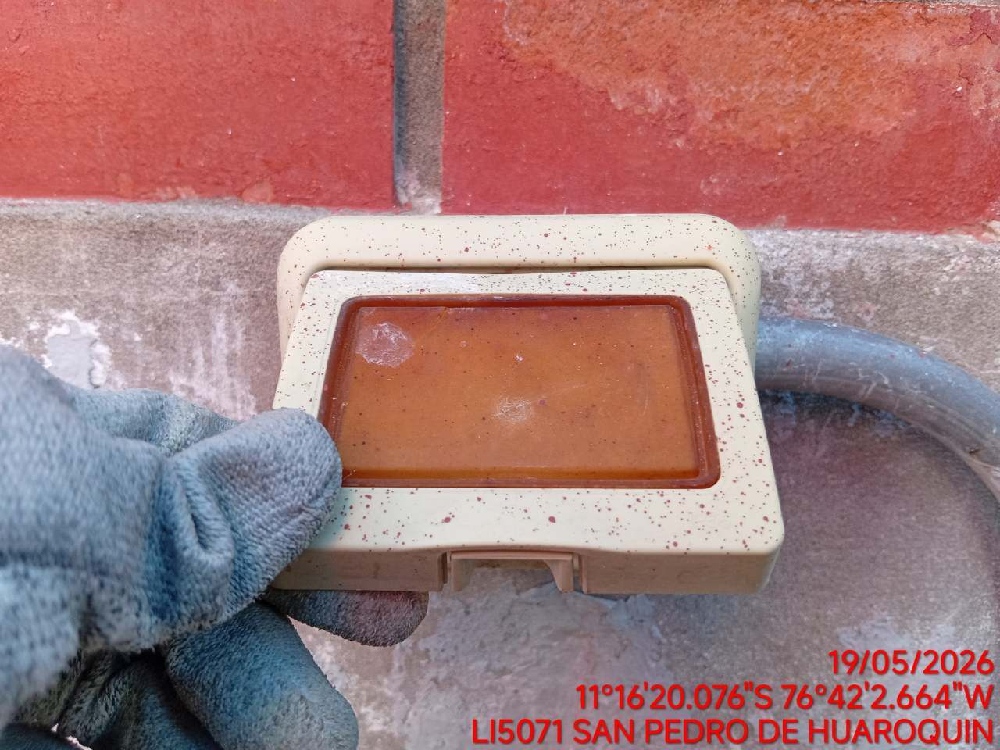 19/05/2026
11°16'20.076"S 76°42'2.664"W
LI5071 SAN PEDRO DE HUAROQUIN